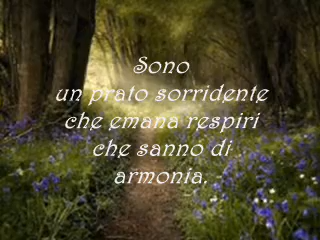 Sono
un prato sorridente
che emana respiri
che sanno di
armonia.